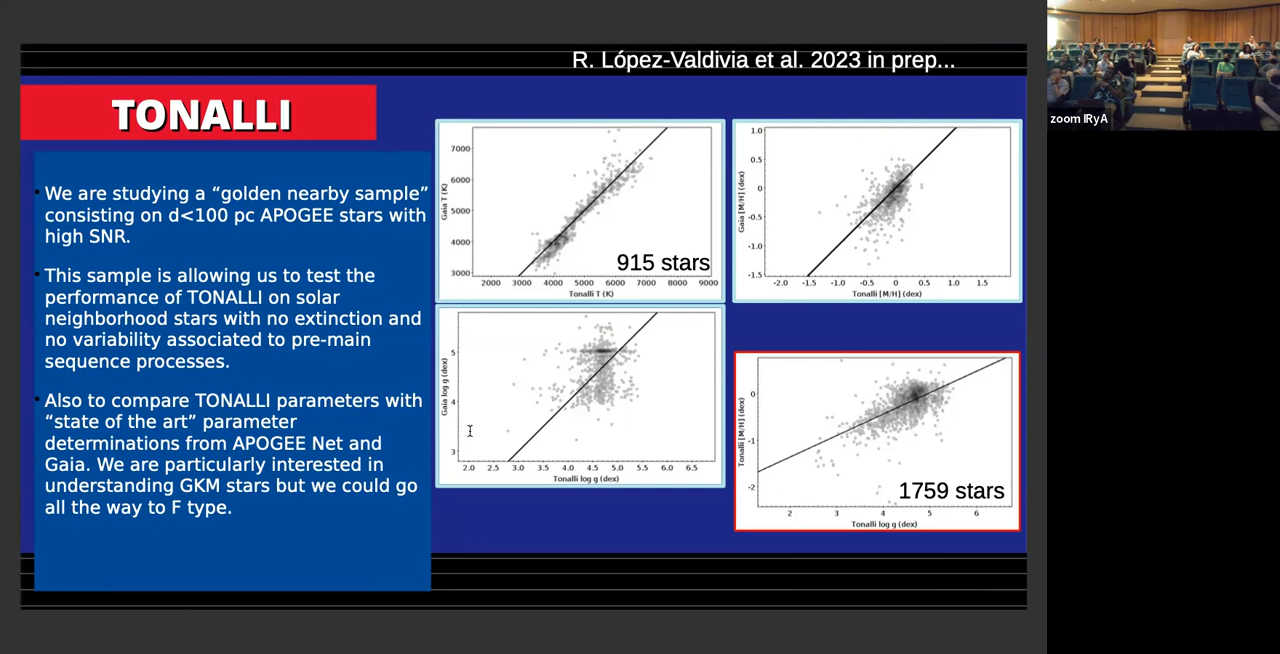 R. López-Valdivia et al. 2023 in prep...
zoom IRyA
TONALLI
We are studying a “golden nearby sample”
consisting on d<100 pc APOGEE stars with
high SNR.
This sample is allowing us to test the
performance of TONALLI on solar
neighborhood stars with no extinction and
no variability associated to pre-main
sequence processes.
Also to compare TONALLI parameters with
“state of the art” parameter
determinations from APOGEE Net and
Gaia. We are particularly interested in
understanding GKM stars but we could go
all the way to F type.
Gaia T (K)
7000
6000
5000
4000
3000
915 stars
2000 3000 4000 5000 6000 7000 8000 9000
Tonalli T (K)
Gaia [M/H] (dex)
1.0
0.5
0
-0.5
-1.0
-1.5
-2.0 -1.5 -1.0 -0.5 0 0.5 1.0 1.5
Tonalli [M/H] (dex)
Gaia log g (dex)
5
4
3
2.0 2.5 3.0 3.5 4.0 4.5 5.0 5.5 6.0 6.5
Tonalli log g (dex)
Tonalli [M/H] (dex)
0
-1
-2
1759 stars
2 3 4 5 6
Tonalli log g (dex)